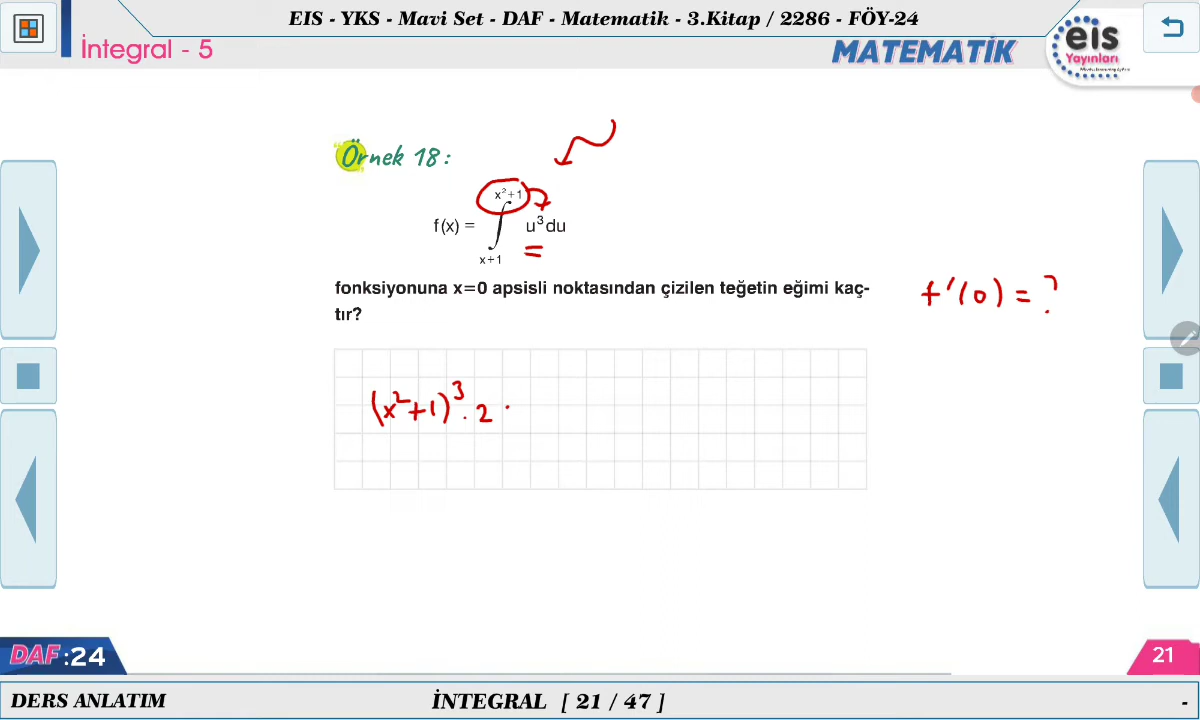 EIS - YKS - Mavi Set - DAF - Matematik - 3.Kitap / 2286 - FÖY-24
İntegral - 5
MATEMATİK
eis
Yayınları
Örnek 18:
x²+1
f(x) = ∫ u³du
x+1
fonksiyonuna x=0 apsisli noktasından çizilen teğetin eğimi kaç-
tır?
f'(0) = ?
(x²+1)³.2.
DAF:24
21
DERS ANLATIM
İNTEGRAL [ 21 / 47 ]
-